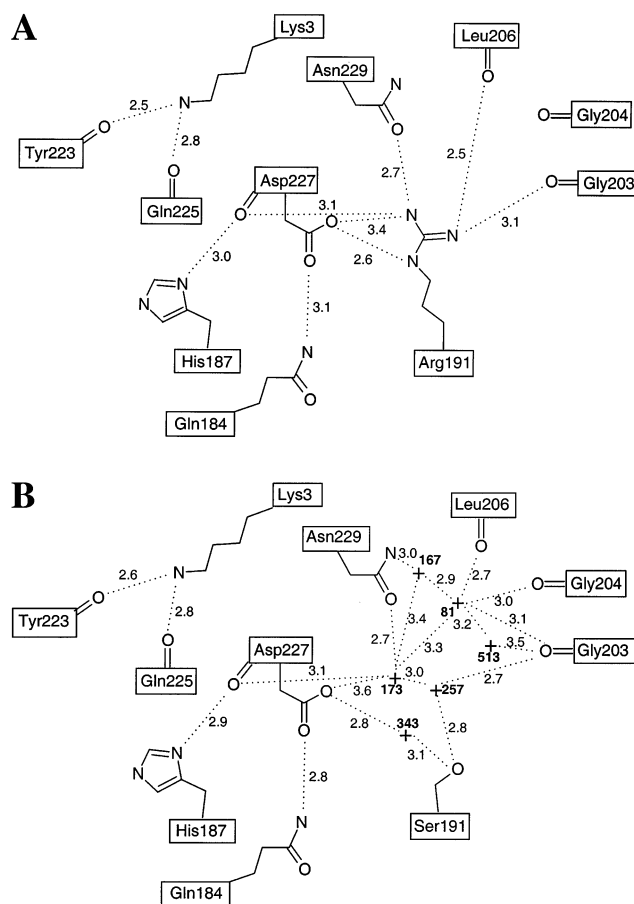 A
Lys3
Leu206
Asn229
N
O
2.5
N
O
O
Gly204
Tyr223
2.8
O
2.7
2.5
O
Gly203
Asp227
Gln225
O
3.1
O
N
3.4
N
3.1
3.0
O
2.6
N
N
N
3.1
His187
N
Arg191
Gln184
O
B
Lys3
Leu206
Asn229
N
3.0
167
O
2.6
N
2.9
2.7
O
Gly204
Tyr223
O
2.8
O
3.4
81
3.0
3.1
3.2
O
2.7
3.3
513
3.5
O
Gly203
Asp227
Gln225
3.1
3.0
2.7
O
O
3.6
173
257
2.9
2.8
343
2.8
O
N
N
2.8
3.1
O
His187
N
Ser191
Gln184
O